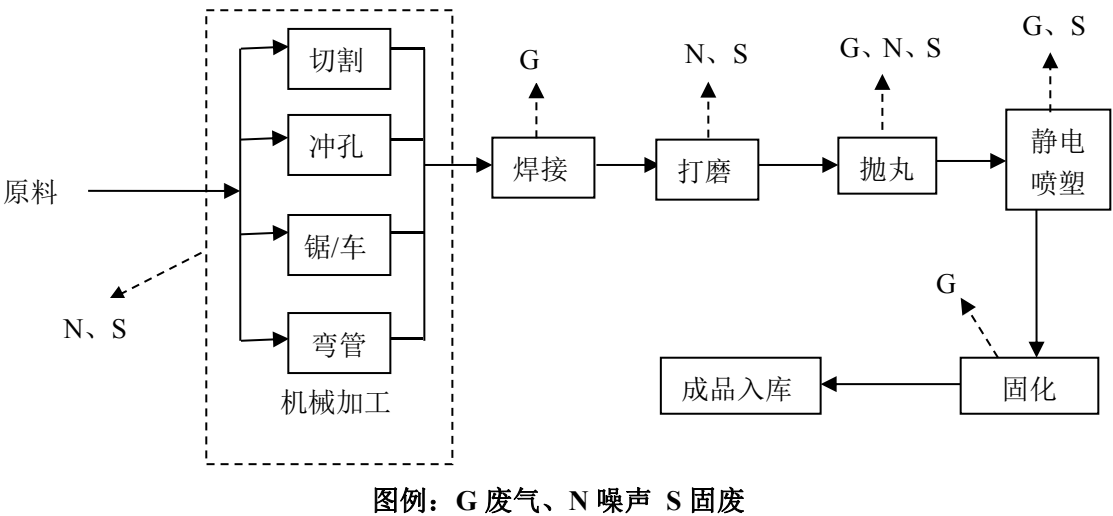 原料
N、S
切割
冲孔
锯/车
弯管
机械加工
G
焊接
N、S
打磨
G、N、S
抛丸
G、S
静电
喷塑
G
固化
成品入库
图例：G 废气、N 噪声 S 固废